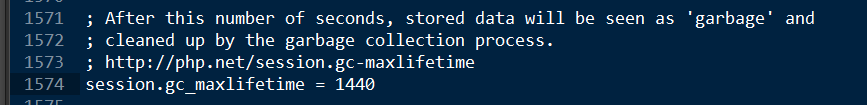 1571 ; After this number of seconds, stored data will be seen as 'garbage' and
1572 ; cleaned up by the garbage collection process.
1573 ; http://php.net/session.gc-maxlifetime
1574 session.gc_maxlifetime = 1440